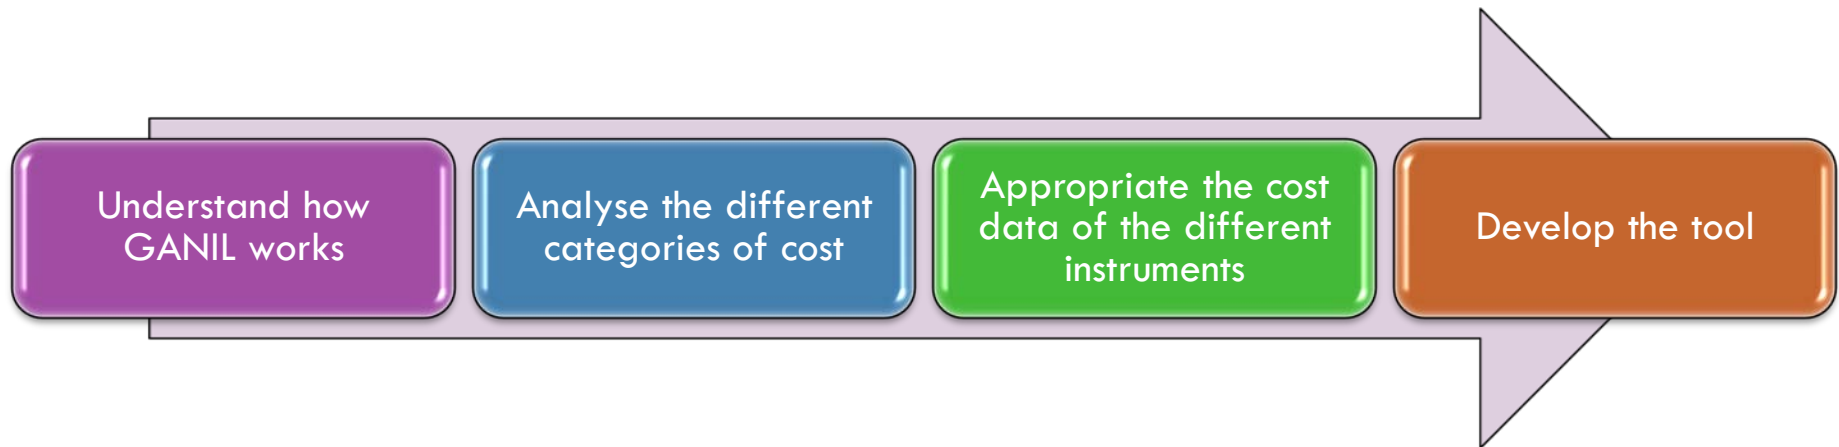 Understand how
GANIL works
Analyse the different
categories of cost
Appropriate the cost
data of the different
instruments
Develop the tool